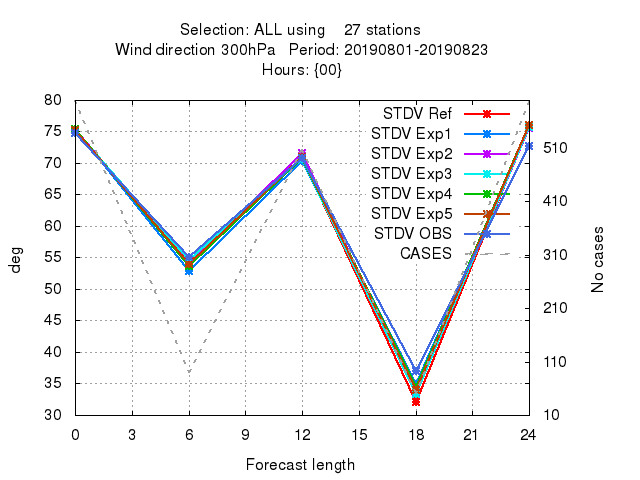 Selection: ALL using    27 stations
Wind direction 300hPa   Period: 20190801-20190823
Hours: {00}
80
75
70
65
60
55
50
45
40
35
30
deg
STDV Ref
STDV Exp1
STDV Exp2
STDV Exp3
STDV Exp4
STDV Exp5
STDV OBS
CASES
510
410
310
210
110
10
No cases
0 3 6 9 12 15 18 21 24
Forecast length